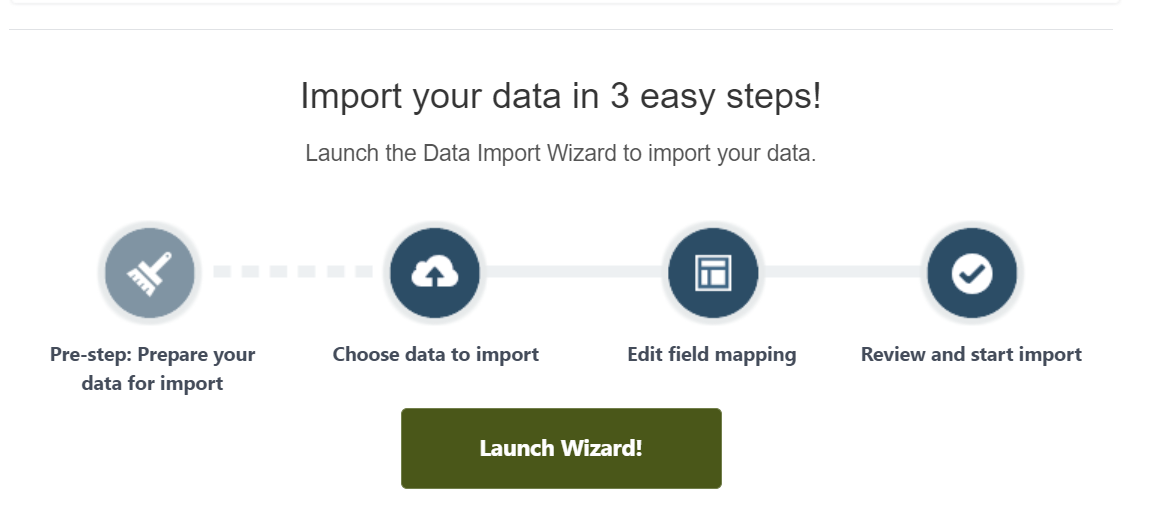 Import your data in 3 easy steps!
Launch the Data Import Wizard to import your data.
Pre-step: Prepare your
data for import
Choose data to import
Edit field mapping
Review and start import
Launch Wizard!